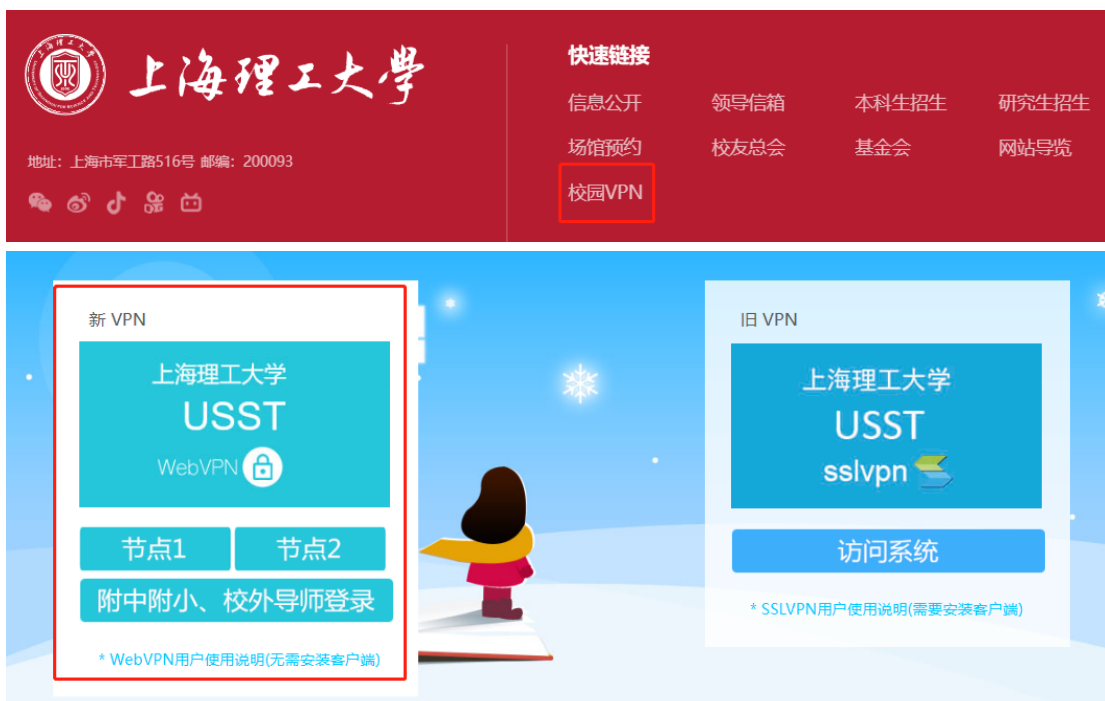 上海理工大學
地址：上海市军工路516号 邮编：200093
快速链接
信息公开 领导信箱 本科生招生 研究生招生
场馆预约 校友总会 基金会 网站导览
校园VPN
新 VPN
上海理工大学
USST
WebVPN
节点1 节点2
附中附小、校外导师登录
* WebVPN用户使用说明(无需安装客户端)
旧 VPN
上海理工大学
USST
sslvpn
访问系统
* SSLVPN用户使用说明(需要安装客户端)